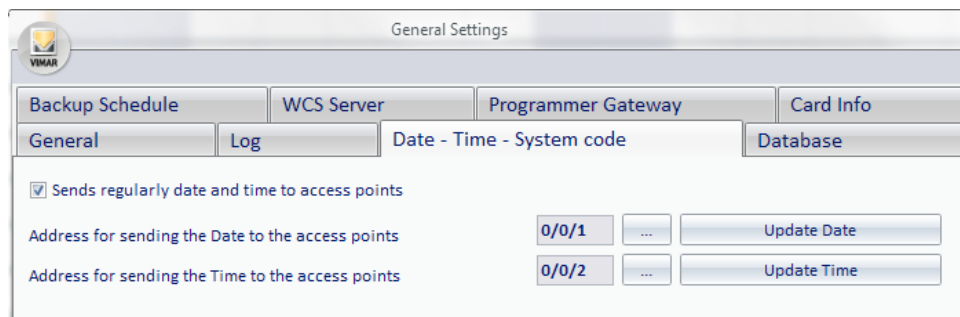 General Settings
VIMAR
Backup Schedule WCS Server Programmer Gateway Card Info
General Log Date - Time - System code Database
Sends regularly date and time to access points
Address for sending the Date to the access points 0/0/1 ... Update Date
Address for sending the Time to the access points 0/0/2 ... Update Time